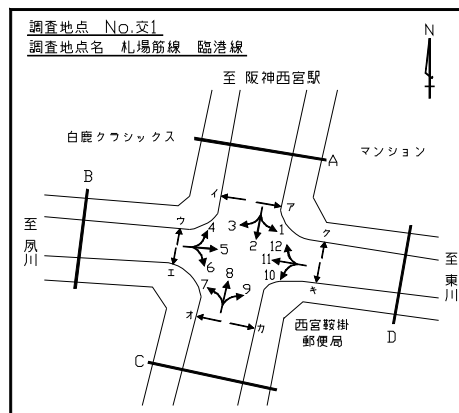 調査地点 No.交1
調査地点名 札場筋線 臨港線
N
至 阪神西宮駅
白鹿クラシックス
マンション
A
B
イ
ア
ウ
4
3
1
ク
2
12
至 夙川
5
11
至 東川
エ
6
10
7
8
9
キ
オ
カ
西宮鞍掛
郵便局
D
C